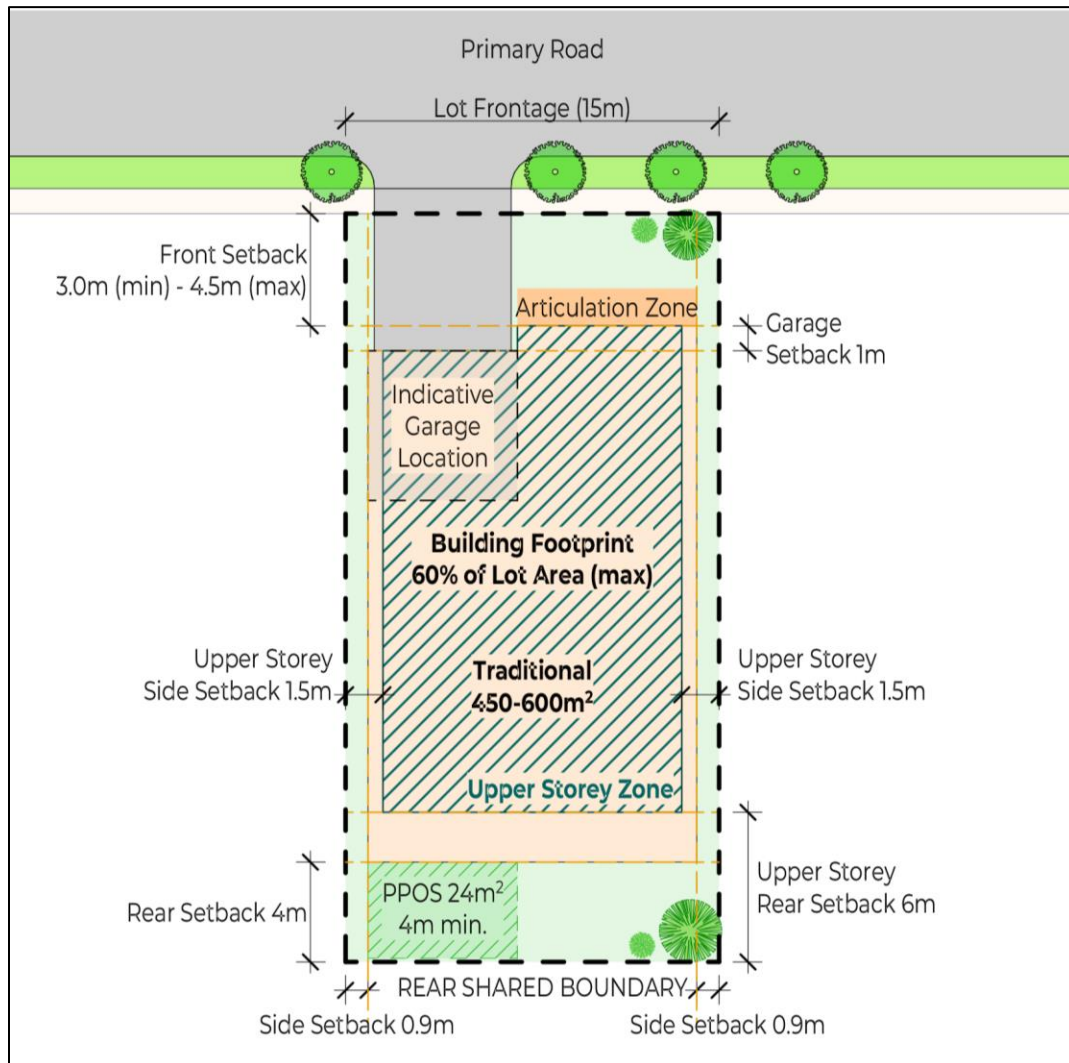 Primary Road
Lot Frontage (15m)
Front Setback
3.0m (min) - 4.5m (max)
Articulation Zone
Garage
Setback 1m
Indicative
Garage
Location
Building Footprint
60% of Lot Area (max)
Upper Storey
Side Setback 1.5m
Traditional
450-600m²
Upper Storey
Side Setback 1.5m
Upper Storey Zone
Rear Setback 4m
PPOS 24m²
4m min.
Upper Storey
Rear Setback 6m
REAR SHARED BOUNDARY
Side Setback 0.9m
Side Setback 0.9m